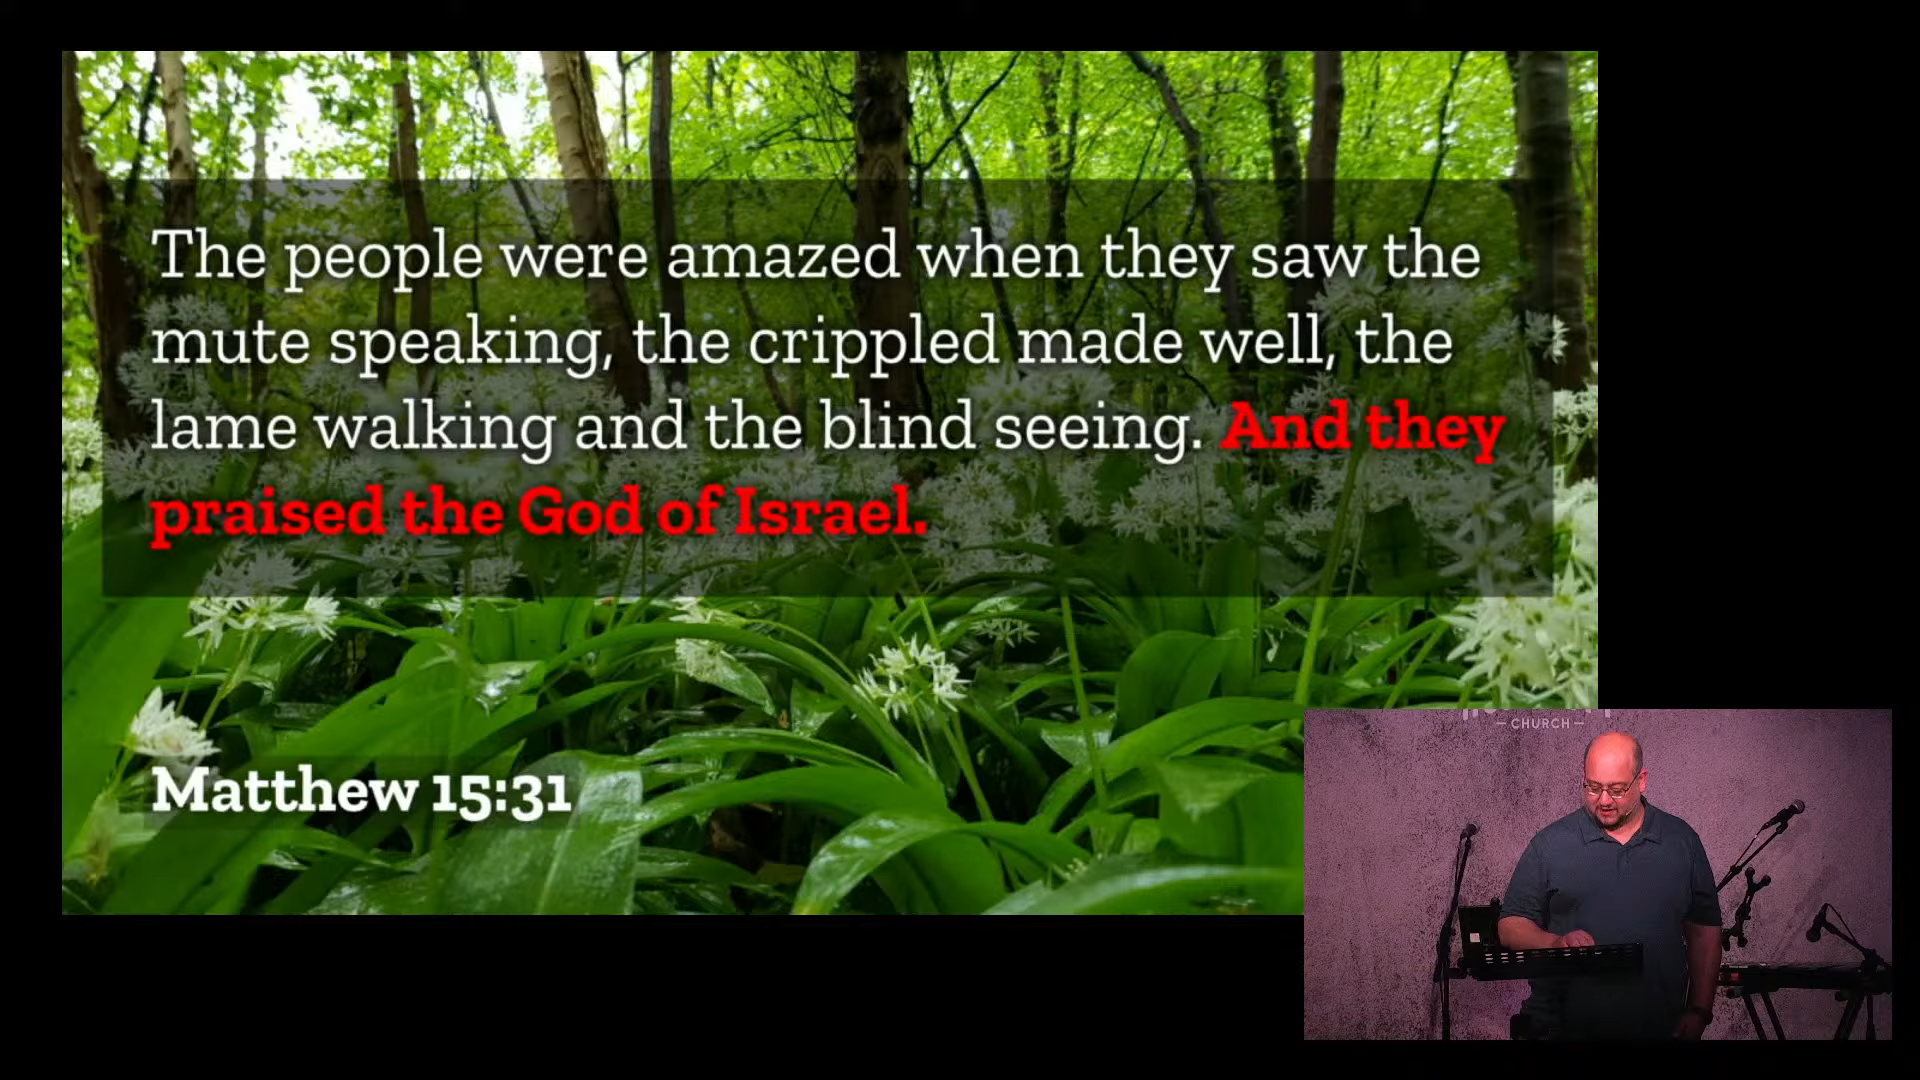 The people were amazed when they saw the
mute speaking, the crippled made well, the
lame walking and the blind seeing. And they
praised the God of Israel.
Matthew 15:31
— CHURCH —